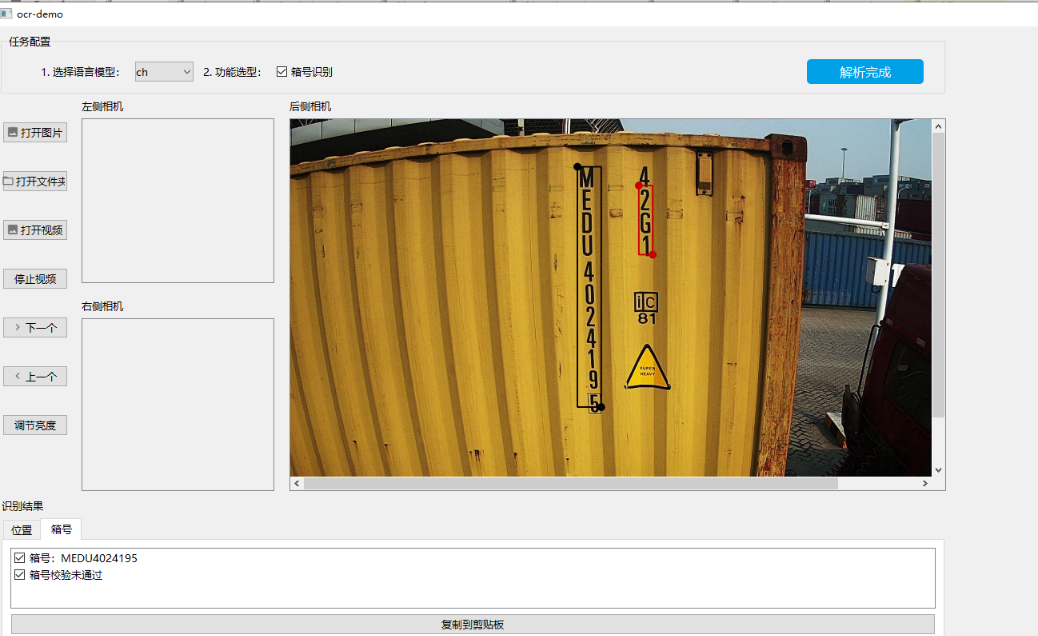 ocr-demo
任务配置
1. 选择语言模型： ch 2. 功能选型： 箱号识别
解析完成
左侧相机
后侧相机
打开图片
打开文件夹
打开视频
停止视频
右侧相机
下一个
上一个
调节亮度
MEDU4024195
42G1
iC
81
SUPER
HEAVY
识别结果
位置 箱号
箱号：MEDU4024195
箱号校验未通过
复制到剪贴板